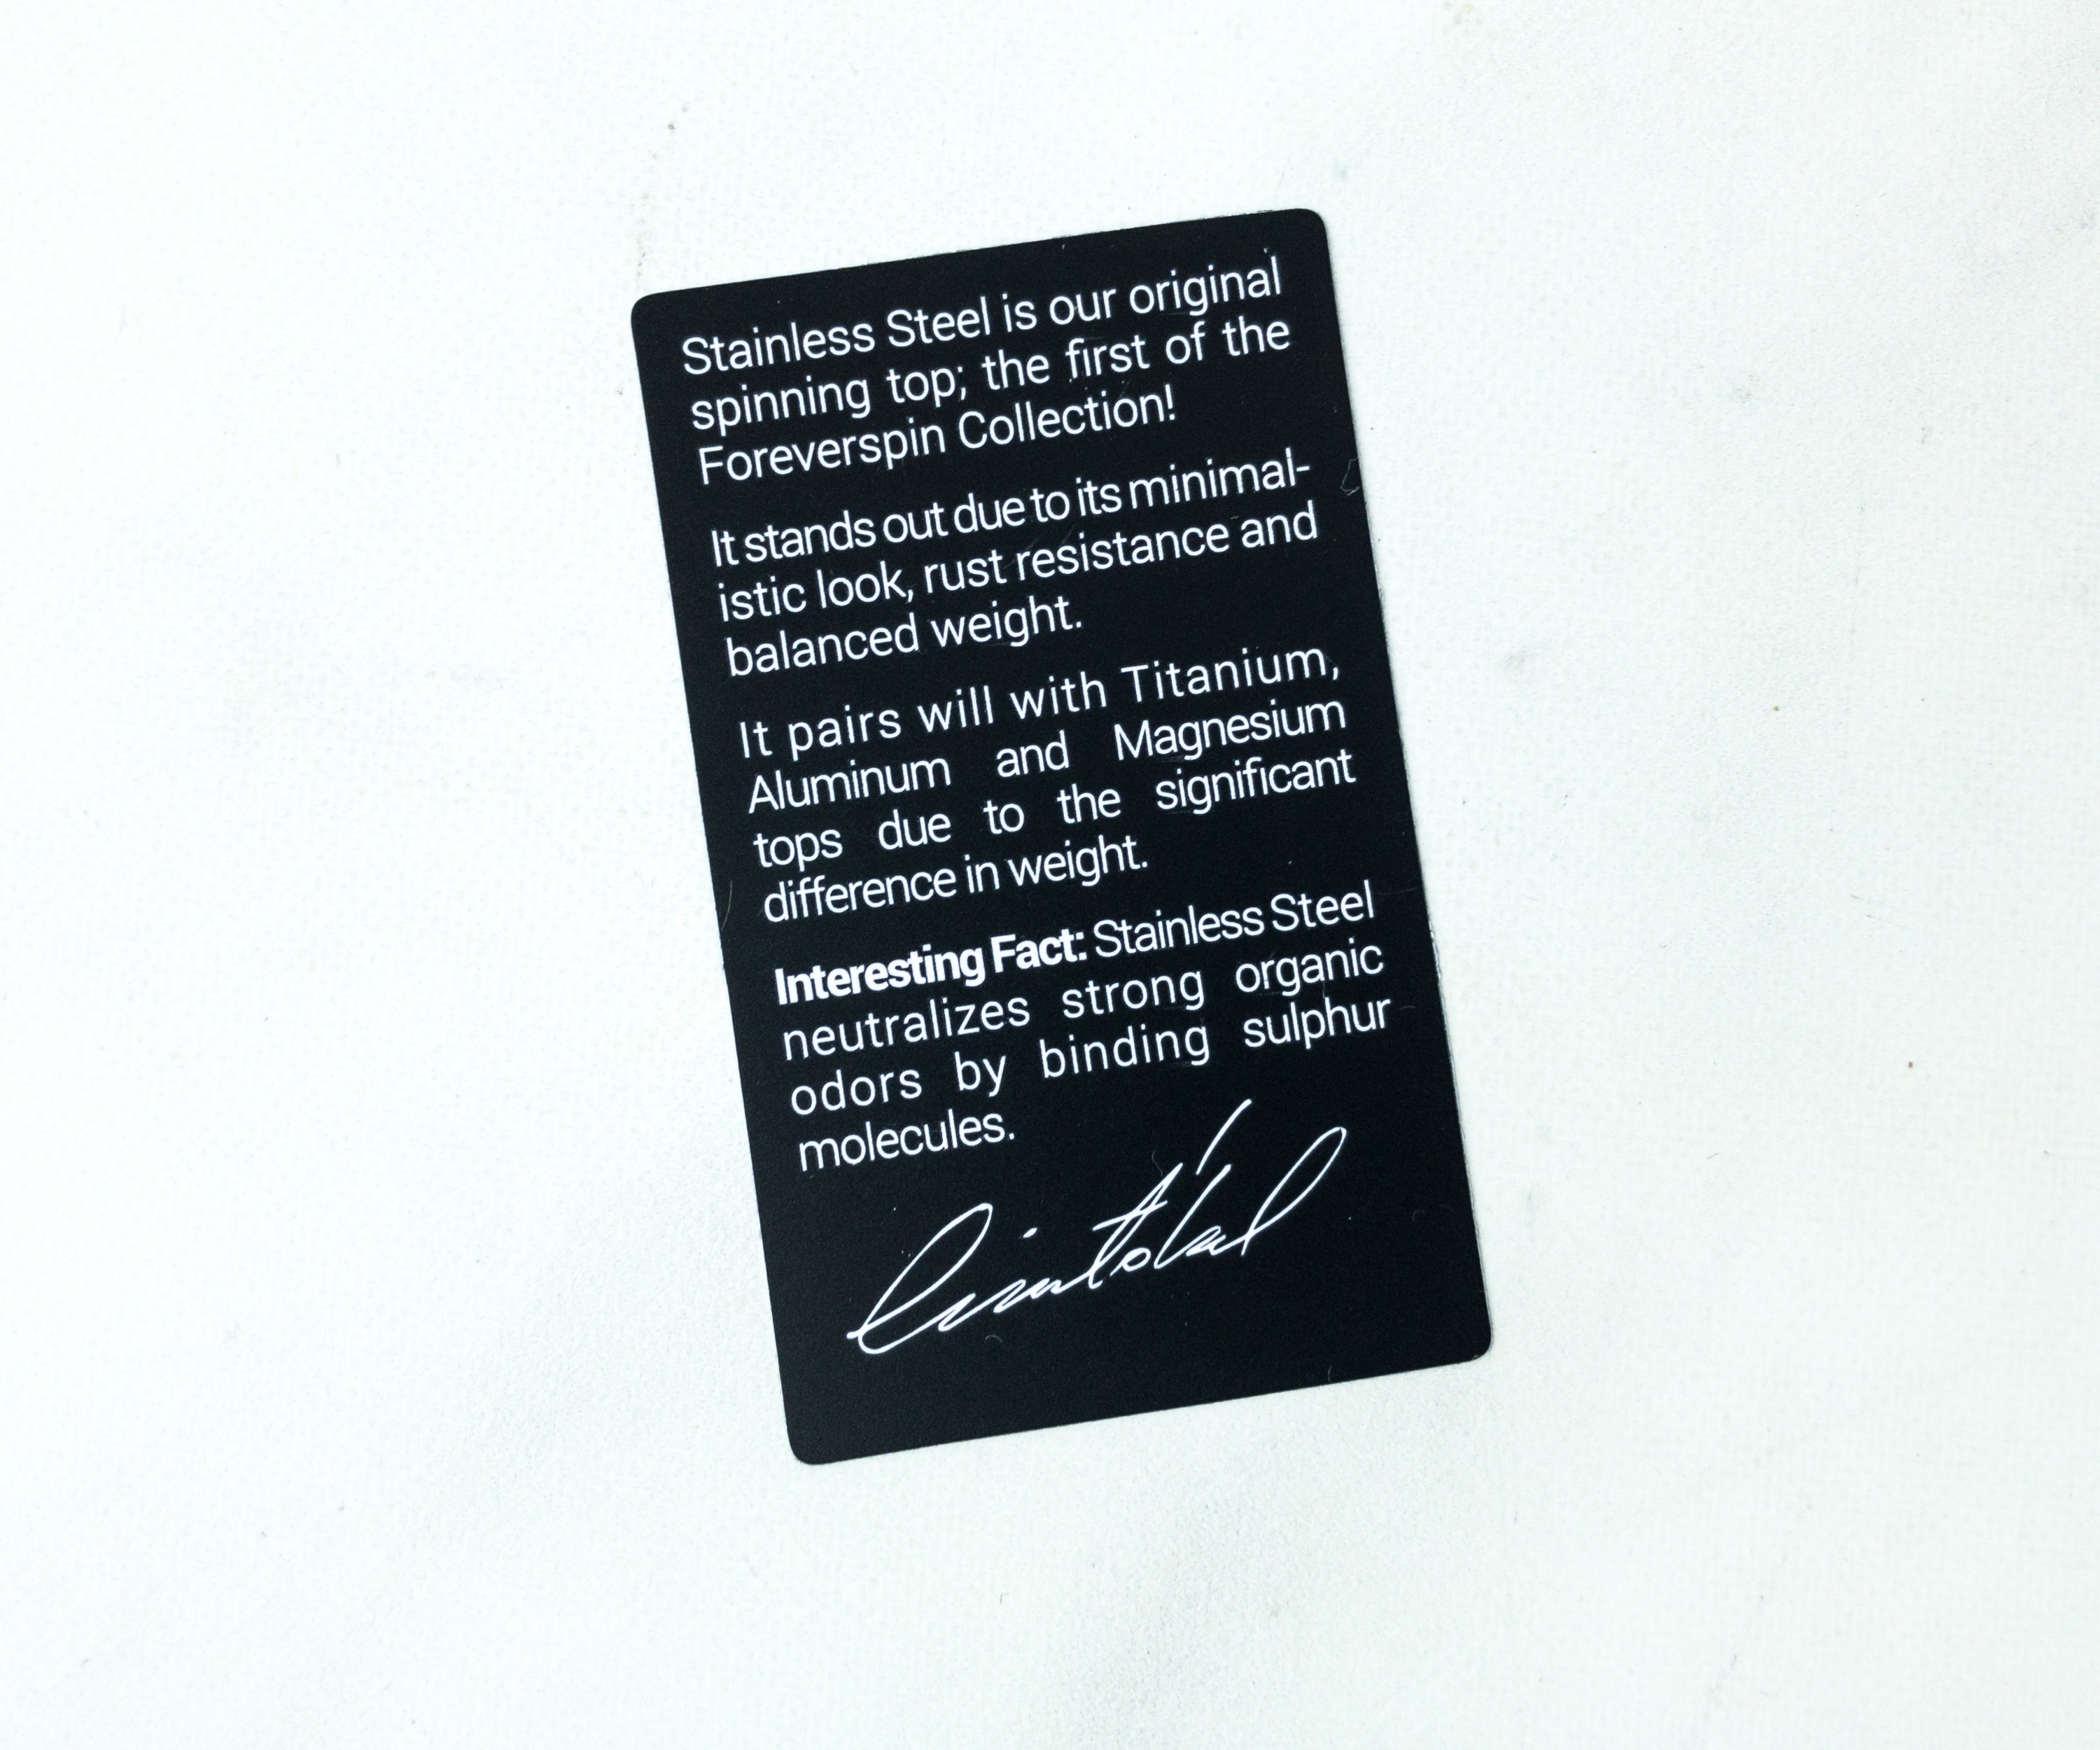 Stainless Steel is our original
spinning top; the first of the
Foreverspin Collection!
It stands out due to its minimal-
istic look, rust resistance and
balanced weight.
It pairs will with Titanium,
Aluminum and Magnesium
tops due to the significant
difference in weight.
Interesting Fact: Stainless Steel
neutralizes strong organic
odors by binding sulphur
molecules.